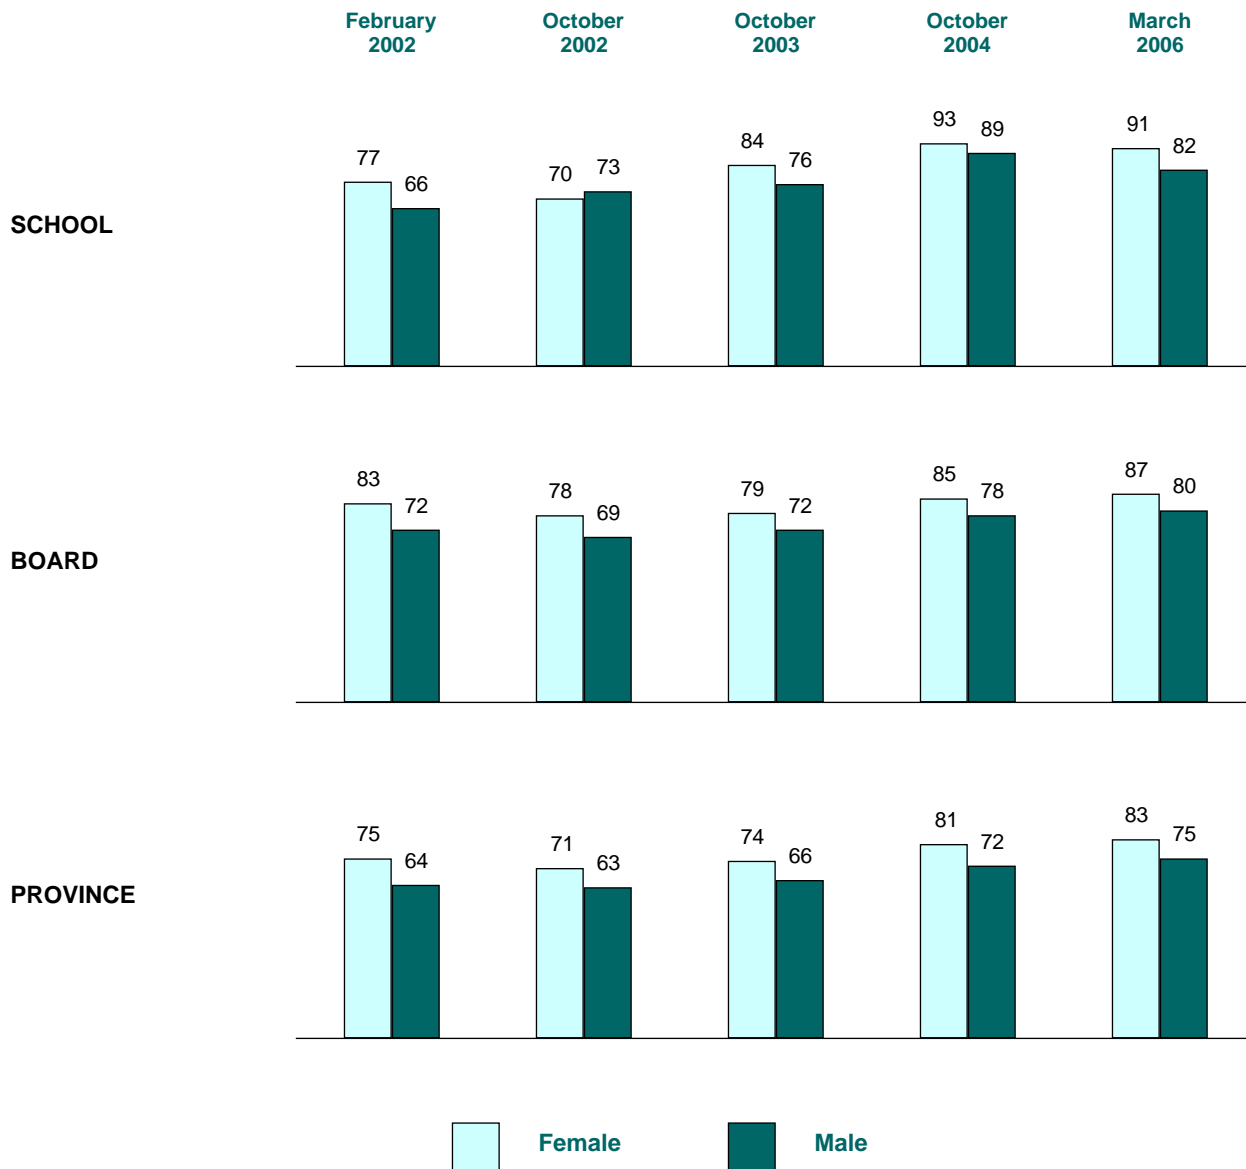 February October October October March
2002 2002 2003 2004 2006
77 66 70 73 84 76 93 89 91 82
SCHOOL
83 72 78 69 79 72 85 78 87 80
BOARD
75 64 71 63 74 66 81 72 83 75
PROVINCE
Female Male